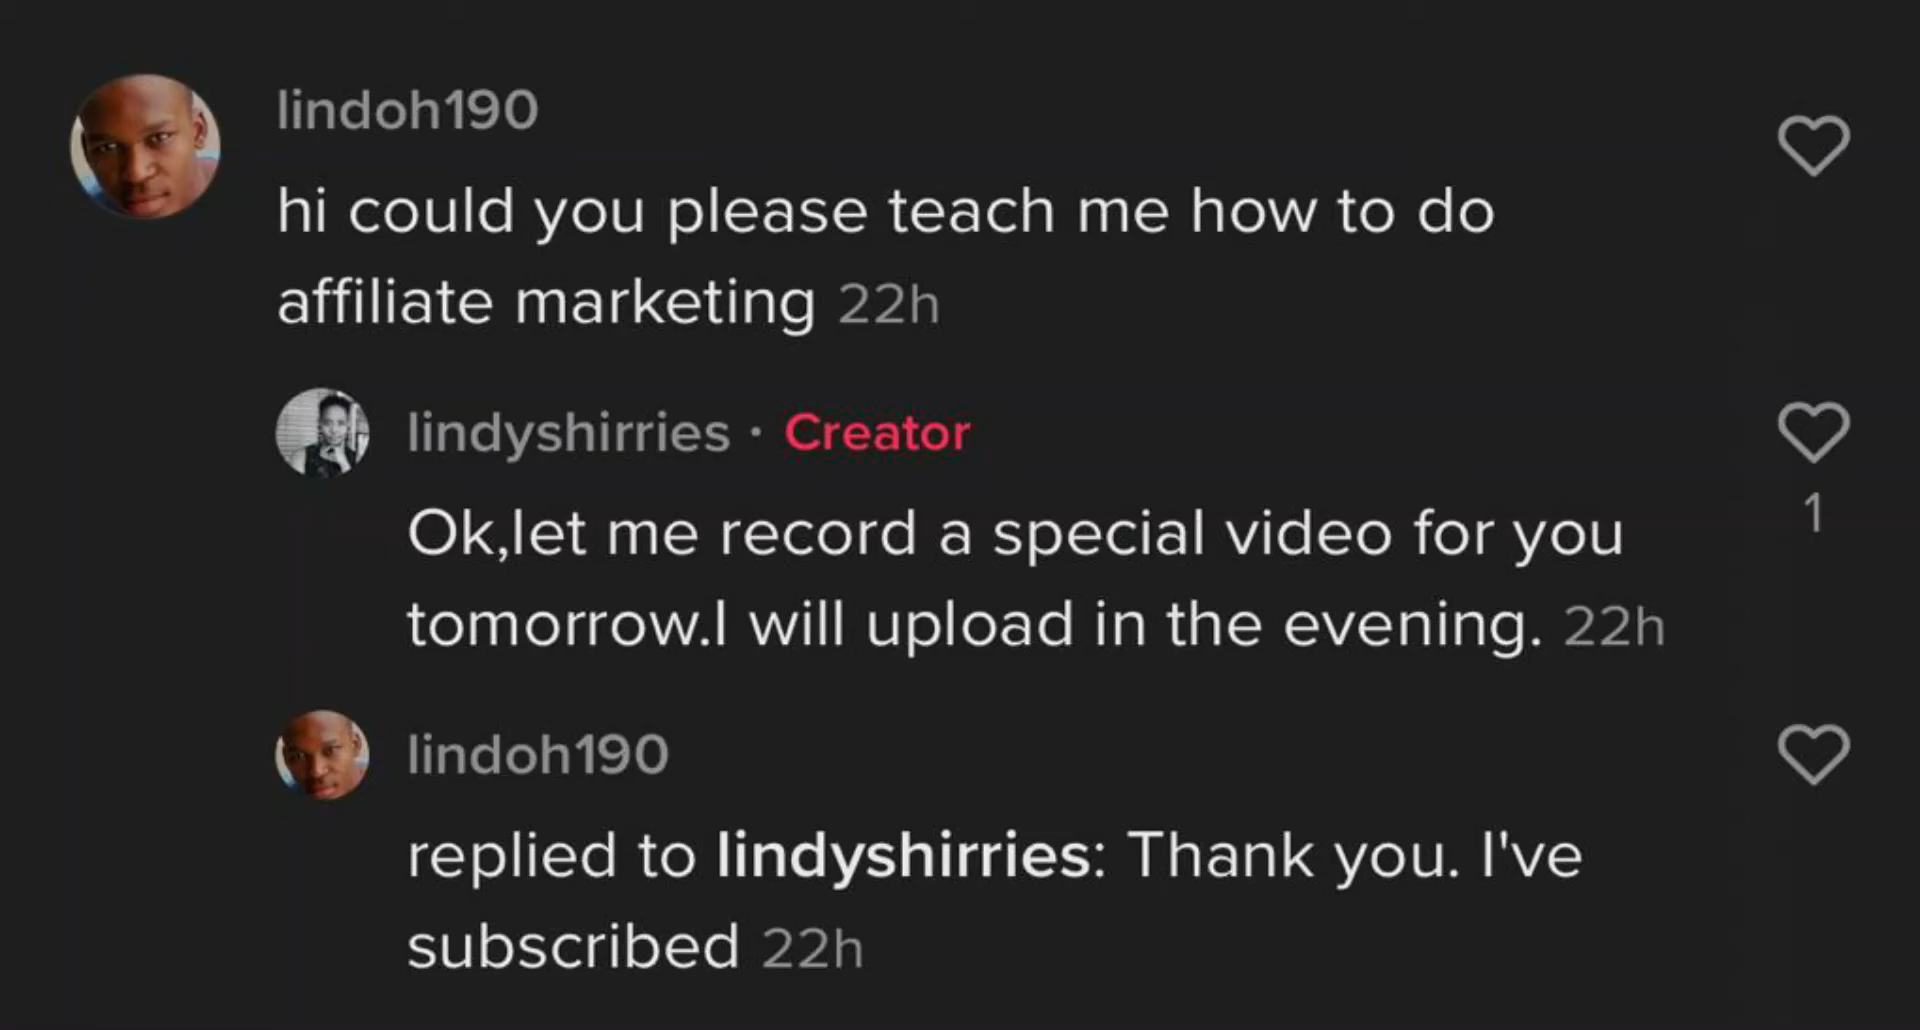 lindoh190
hi could you please teach me how to do
affiliate marketing 22h
lindyshirries · Creator
Ok,let me record a special video for you
1
tomorrow.I will upload in the evening. 22h
lindoh190
replied to lindyshirries: Thank you. I've
subscribed 22h